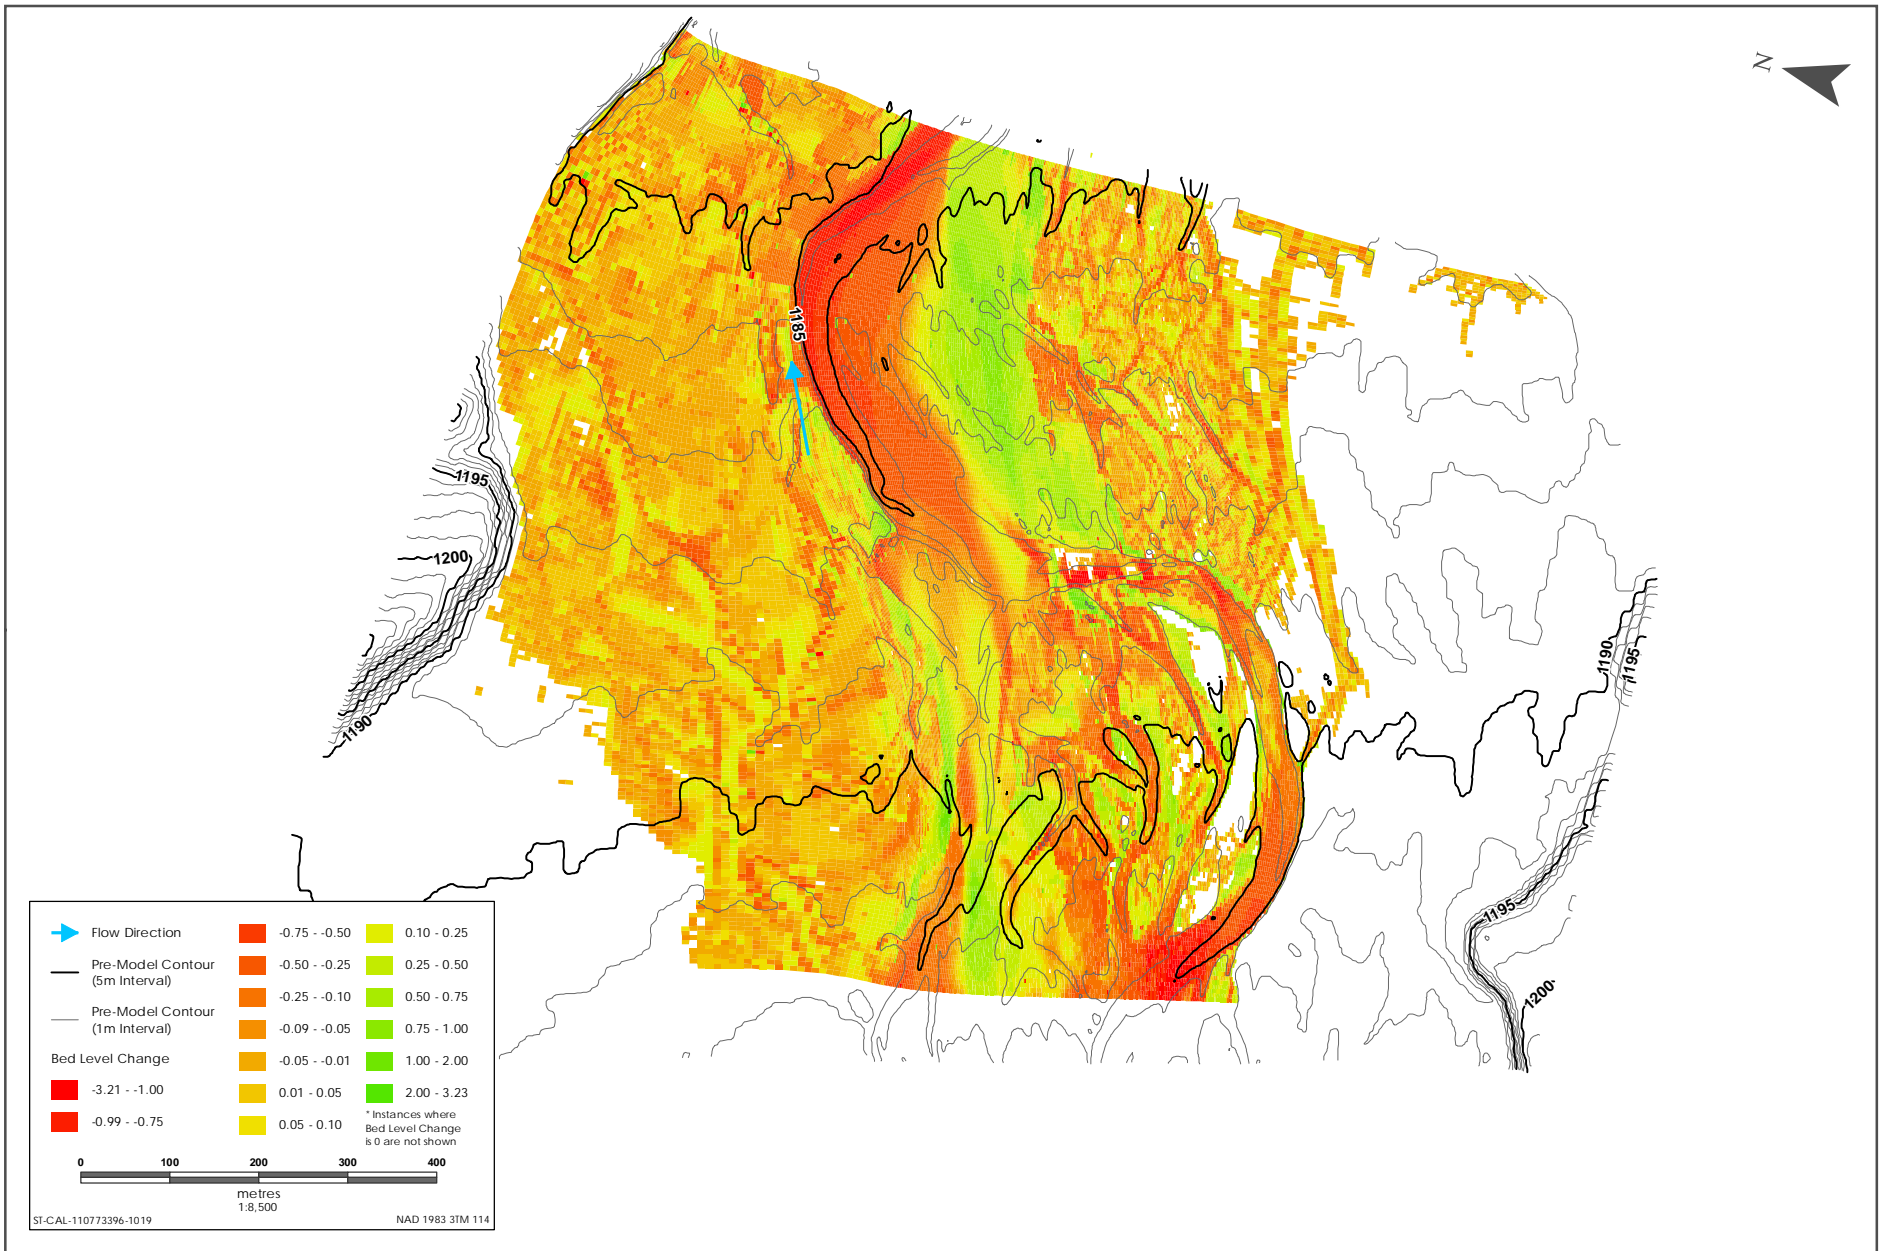 N
1185
1195
1200
1190
1190
1195
1195
1200
Flow Direction
Pre-Model Contour
(5m Interval)
Pre-Model Contour
(1m Interval)
Bed Level Change
-3.21 - -1.00
-0.99 - -0.75
-0.75 - -0.50
-0.50 - -0.25
-0.25 - -0.10
-0.09 - -0.05
-0.05 - -0.01
0.01 - 0.05
0.05 - 0.10
0.10 - 0.25
0.25 - 0.50
0.50 - 0.75
0.75 - 1.00
1.00 - 2.00
2.00 - 3.23
* Instances where
Bed Level Change
is 0 are not shown
0 100 200 300 400
metres
1:8,500
ST-CAL-110773396-1019 NAD 1983 3TM 114